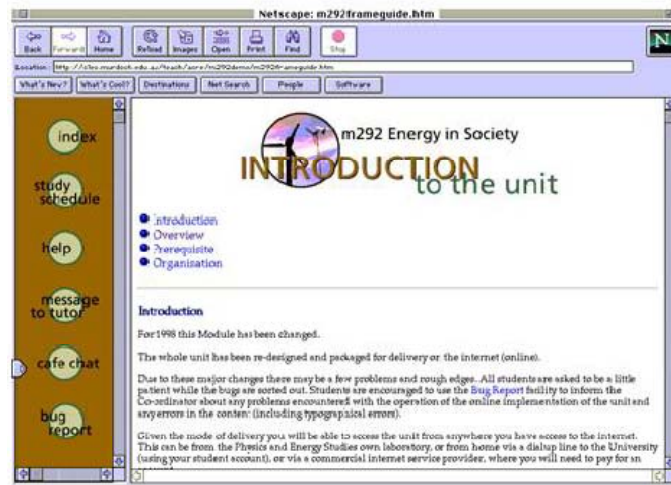 Netscape: m292frameguide.htm
Back Forward Home Reload Images Open Print Find Stop
N
Location:
What's New? What's Cool? Destinations Net Search People Software
index
study
schedule
help
message
to tutor
cafe chat
bug
report
m292 Energy in Society
INTRODUCTION
to the unit
Introduction
Overview
Prerequisite
Organisation
Introduction
For 1998 this Module has been changed.
The whole unit has been re-designed and packaged for delivery or the internet (online).
Due to these major changes there may be a few problems and rough edges. All students are asked to be a little
patient while the bugs are sorted out. Students are encouraged to use the Bug Report facility to inform the
Co-ordinator about any problems encountered with the operation of the online implementation of the unit and
any errors in the content (including typographical errors).
Given the mode of delivery you will be able to access the unit from anywhere you have access to the internet.
This can be from the Physics and Energy Studies own laboratory, or from home via a dialup line to the University
(using your student account), or via a commercial internet service provider, where you will need to pay for an